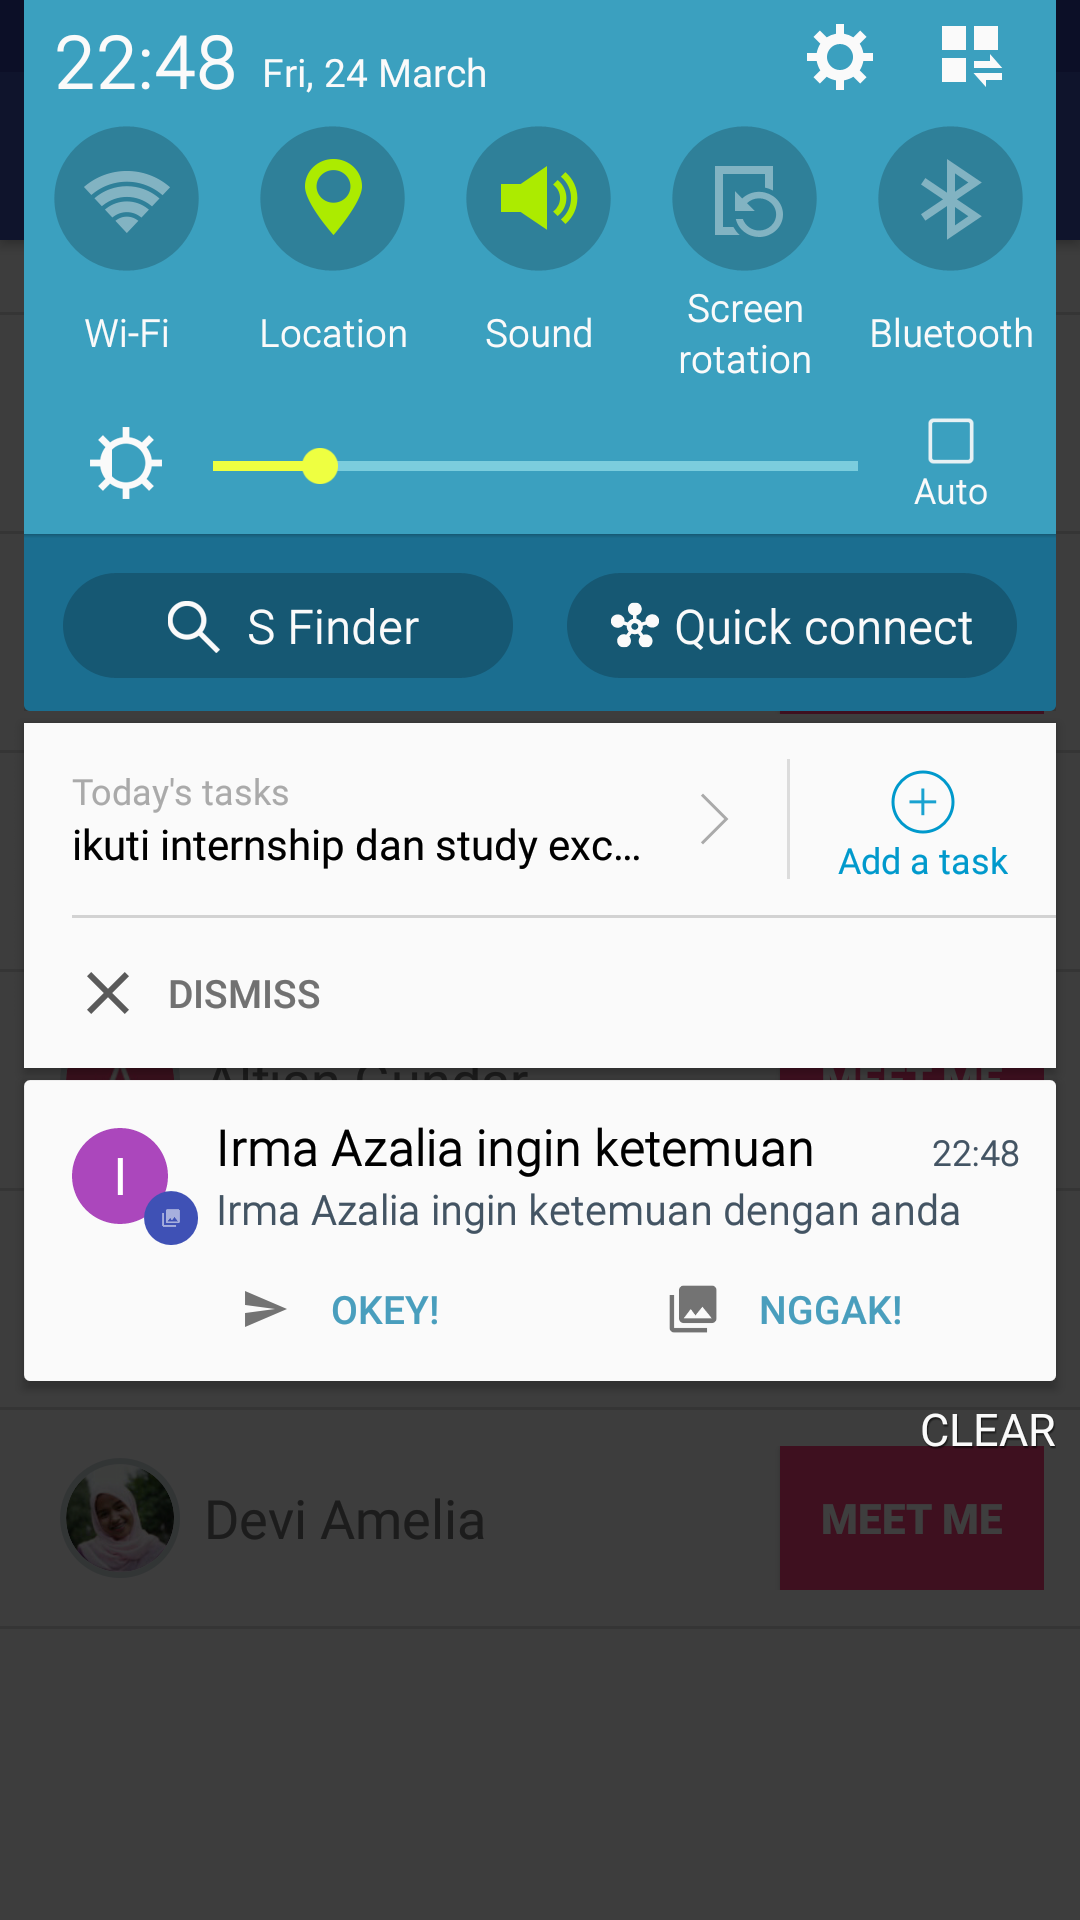 22:48 Fri, 24 March
Wi-Fi
Location
Sound
Screen
rotation
Bluetooth
Auto
S Finder
Quick connect
Today's tasks
ikuti internship dan study exc...
Add a task
DISMISS
I
Irma Azalia ingin ketemuan
22:48
Irma Azalia ingin ketemuan dengan anda
OKEY!
NGGAK!
CLEAR
Devi Amelia
MEET ME